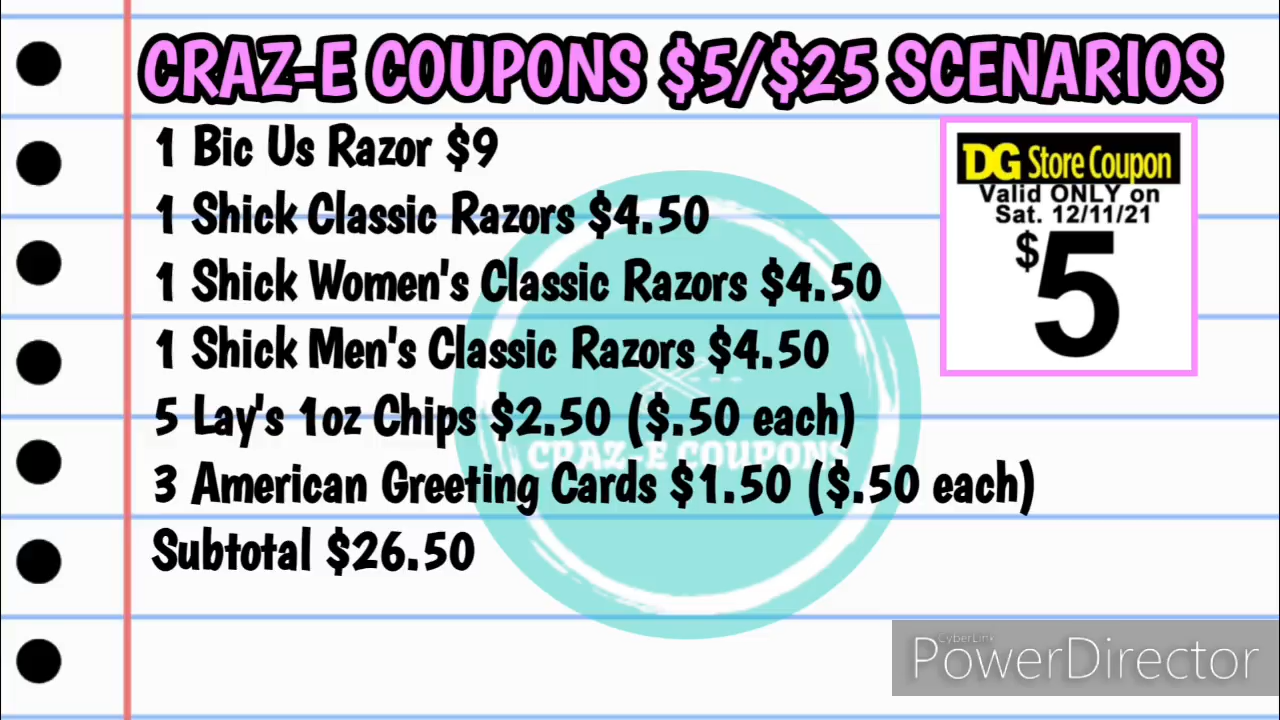 CRAZ-E COUPONS $5/$25 SCENARIOS
1 Bic Us Razor $9
1 Shick Classic Razors $4.50
1 Shick Women's Classic Razors $4.50
1 Shick Men's Classic Razors $4.50
5 Lay's 1oz Chips $2.50 ($.50 each)
3 American Greeting Cards $1.50 ($.50 each)
Subtotal $26.50
DG Store Coupon
Valid ONLY on
Sat. 12/11/21
$5
CRAZ-E COUPONS
CyberLink
PowerDirector